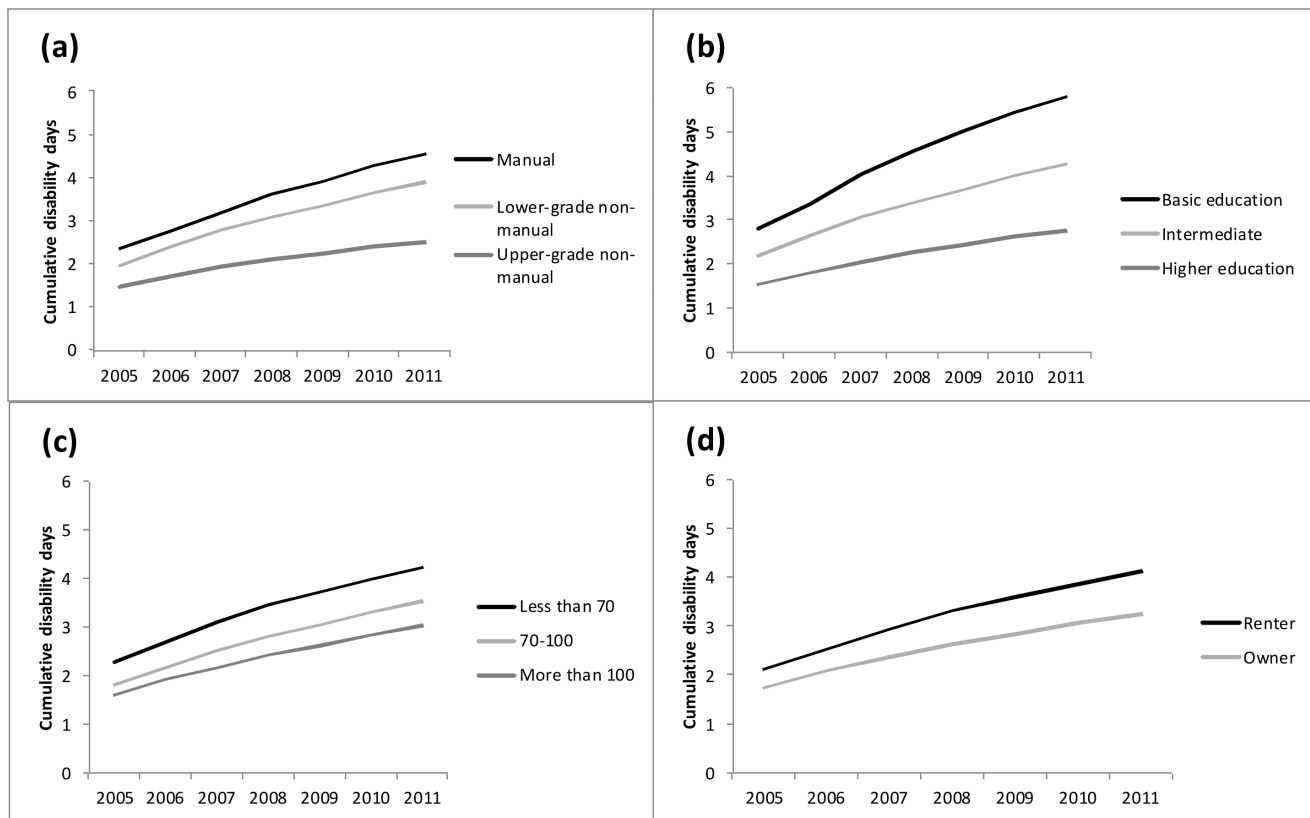 (a)
Cumulative disability days
6
5
4
3
2
1
0
2005 2006 2007 2008 2009 2010 2011
Manual
Lower-grade non-
manual
Upper-grade non-
manual
(b)
Cumulative disability days
6
5
4
3
2
1
0
2005 2006 2007 2008 2009 2010 2011
Basic education
Intermediate
Higher education
(c)
Cumulative disability days
6
5
4
3
2
1
0
2005 2006 2007 2008 2009 2010 2011
Less than 70
70-100
More than 100
(d)
Cumulative disability days
6
5
4
3
2
1
0
2005 2006 2007 2008 2009 2010 2011
Renter
Owner